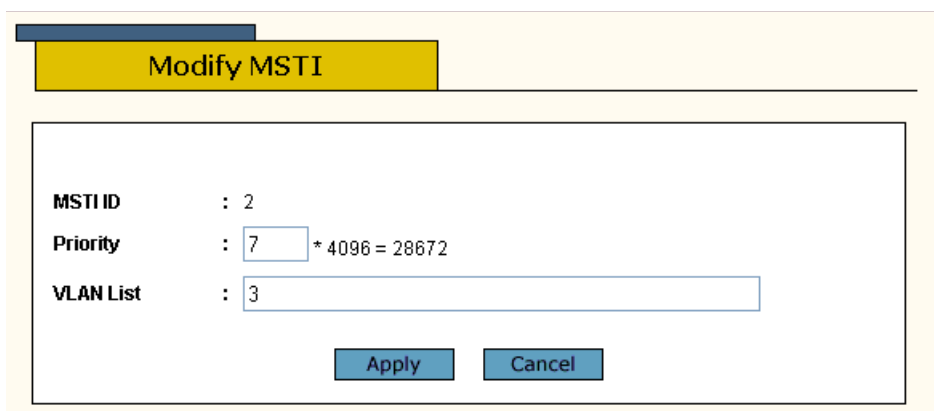 Modify MSTI
MSTI ID : 2
Priority : 7 * 4096 = 28672
VLAN List : 3
Apply Cancel